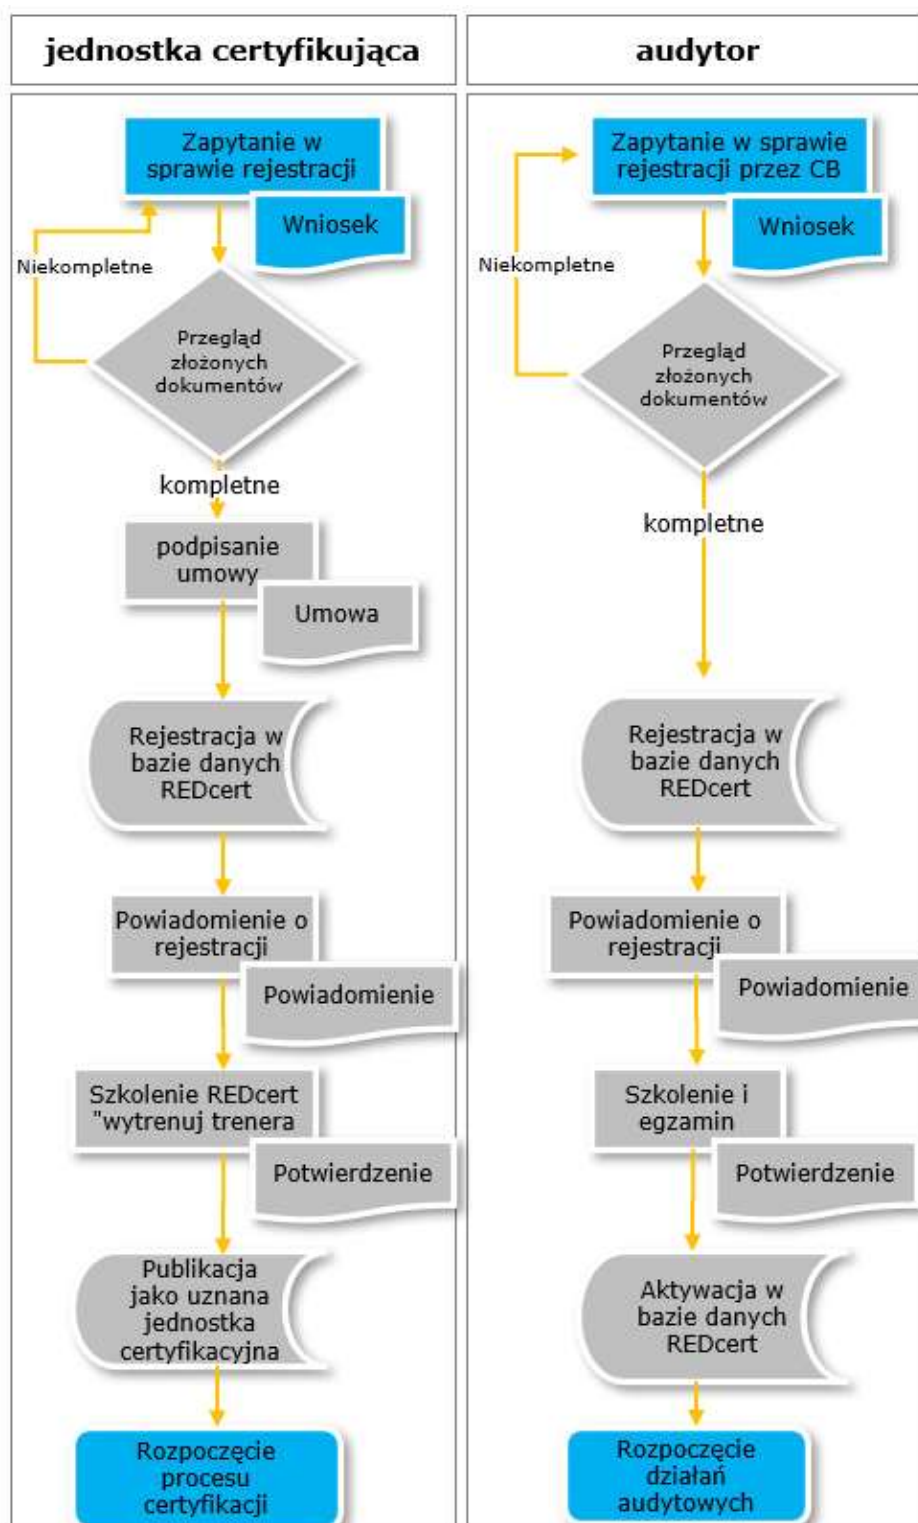 jednostka certyfikująca
Zapytanie w
sprawie rejestracji
Wniosek
Niekompletne
Przegląd
złożonych
dokumentów
kompletne
podpisanie
umowy
Umowa
Rejestracja w
bazie danych
REDcert
Powiadomienie o
rejestracji
Powiadomienie
Szkolenie REDcert
"wytrenuj trenera
Potwierdzenie
Publikacja
jako uznana
jednostka
certyfikacyjna
Rozpoczęcie
procesu
certyfikacji
audytor
Zapytanie w sprawie
rejestracji przez CB
Wniosek
Niekompletne
Przegląd
złożonych
dokumentów
kompletne
Rejestracja w
bazie danych
REDcert
Powiadomienie o
rejestracji
Powiadomienie
Szkolenie i
egzamin
Potwierdzenie
Aktywacja w
bazie danych
REDcert
Rozpoczęcie
działań
audytowych